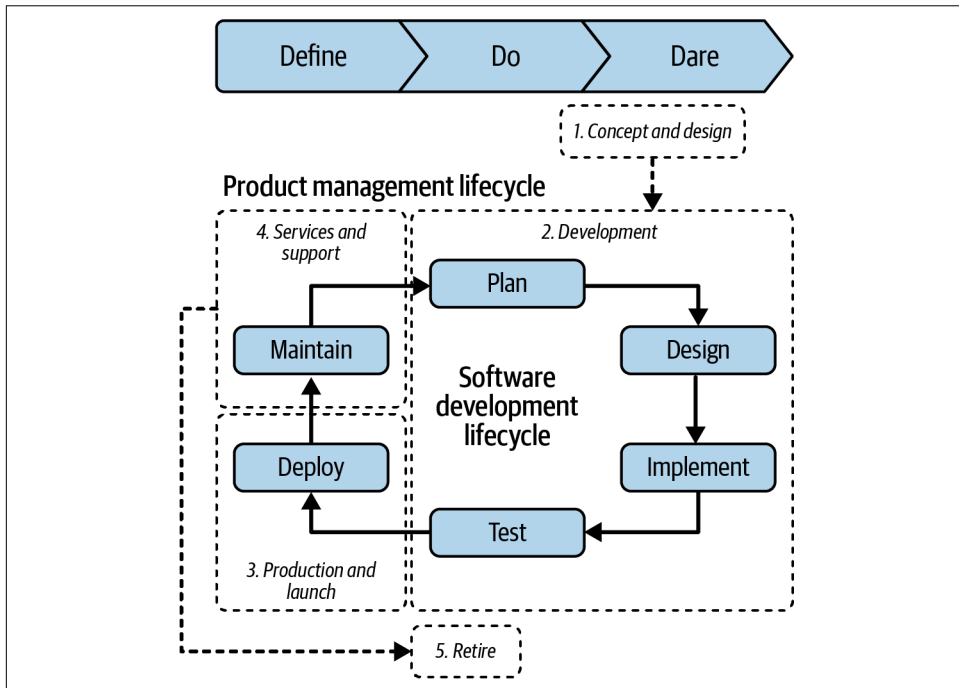 Define
Do
Dare
1. Concept and design
Product management lifecycle
4. Services and
support
2. Development
Plan
Maintain
Design
Software
development
lifecycle
Deploy
Implement
Test
3. Production and
launch
5. Retire